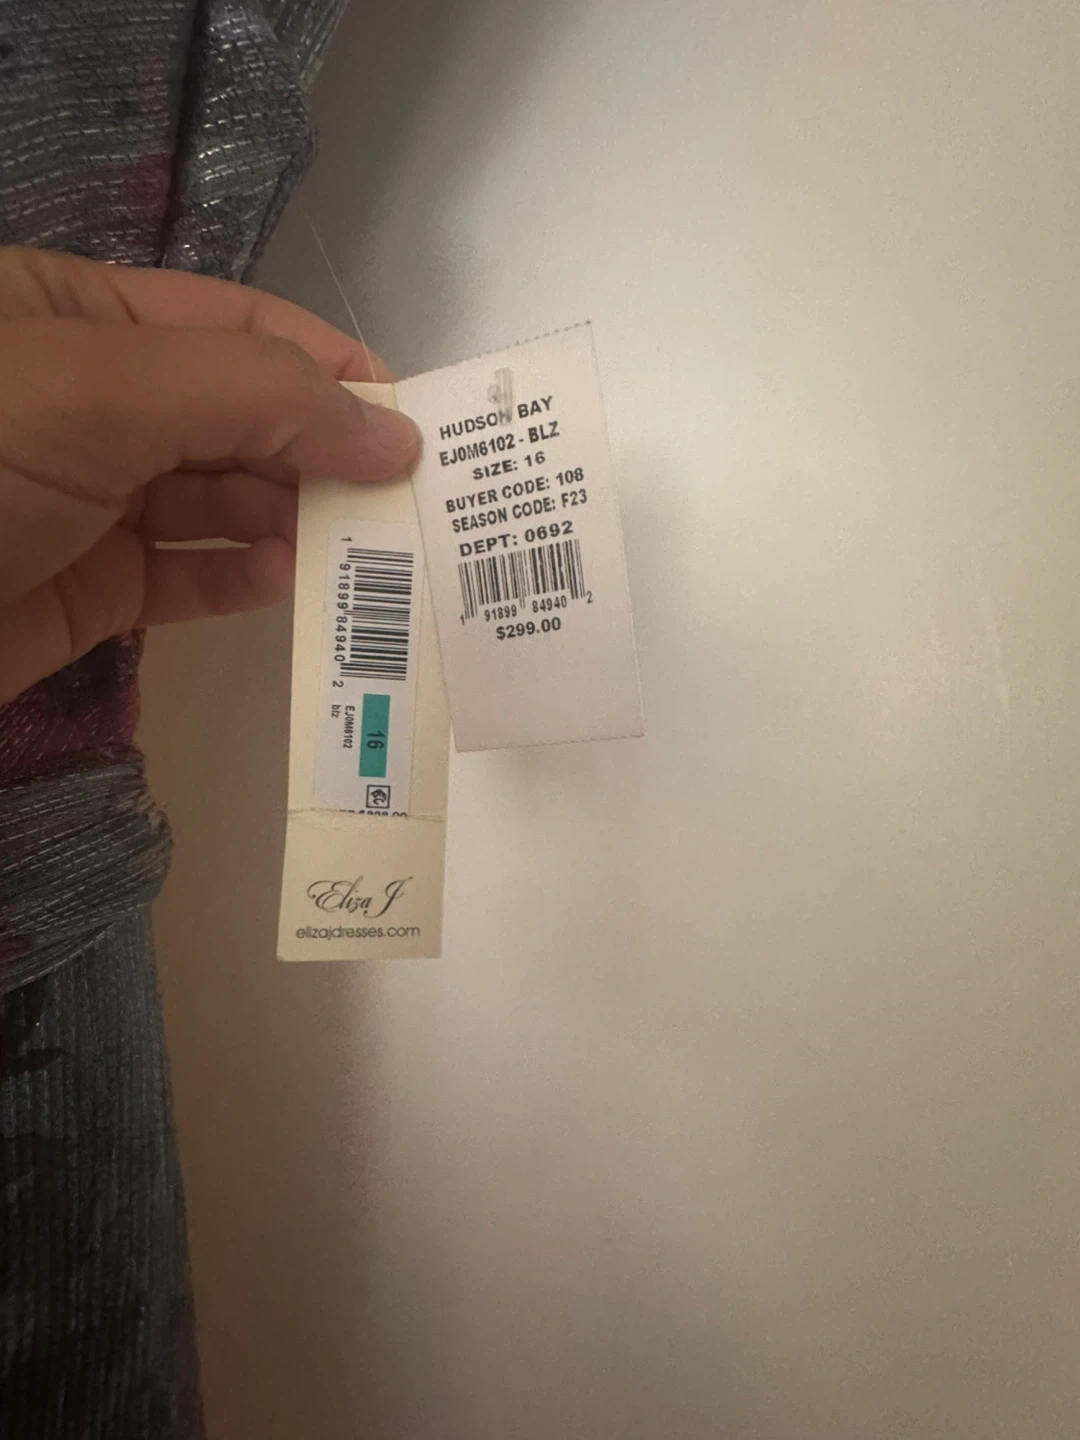 HUDSON BAY
EJ0M6102 - BLZ
SIZE: 16
BUYER CODE: 108
SEASON CODE: F23
DEPT: 0692
1 91899 84940 2
$299.00
1 91899 84940 2
EJ0M6102
blz
16
Eliza J
elizajdresses.com